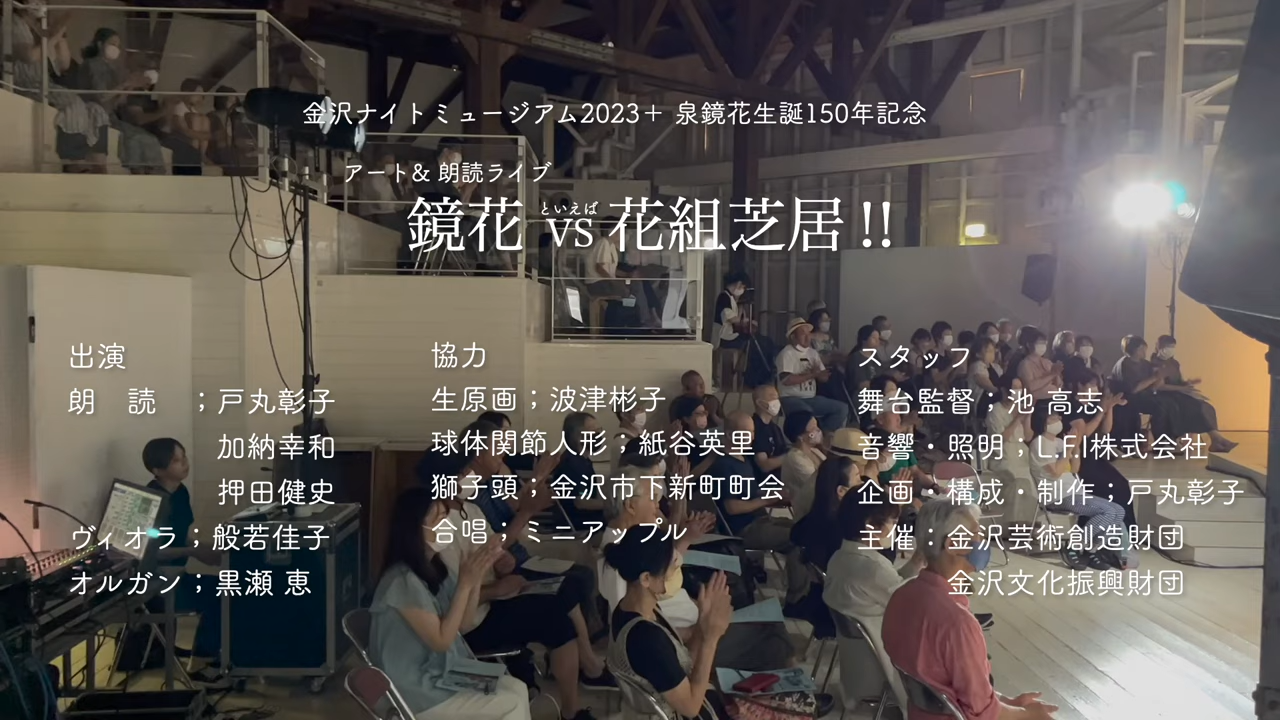 金沢ナイトミュージアム2023＋ 泉鏡花生誕150年記念
アート& 朗読ライブ
といえば
鏡花 vs 花組芝居!!
出演
朗 読 ；戸丸彰子
加納幸和
押田健史
ヴィオラ；般若佳子
オルガン；黒瀬 恵
協力
生原画；波津彬子
球体関節人形；紙谷英里
獅子頭；金沢市下新町町会
合唱；ミニアップル
スタッフ
舞台監督；池 高志
音響・照明；L.F.I株式会社
企画・構成・制作；戸丸彰子
主催：金沢芸術創造財団
金沢文化振興財団